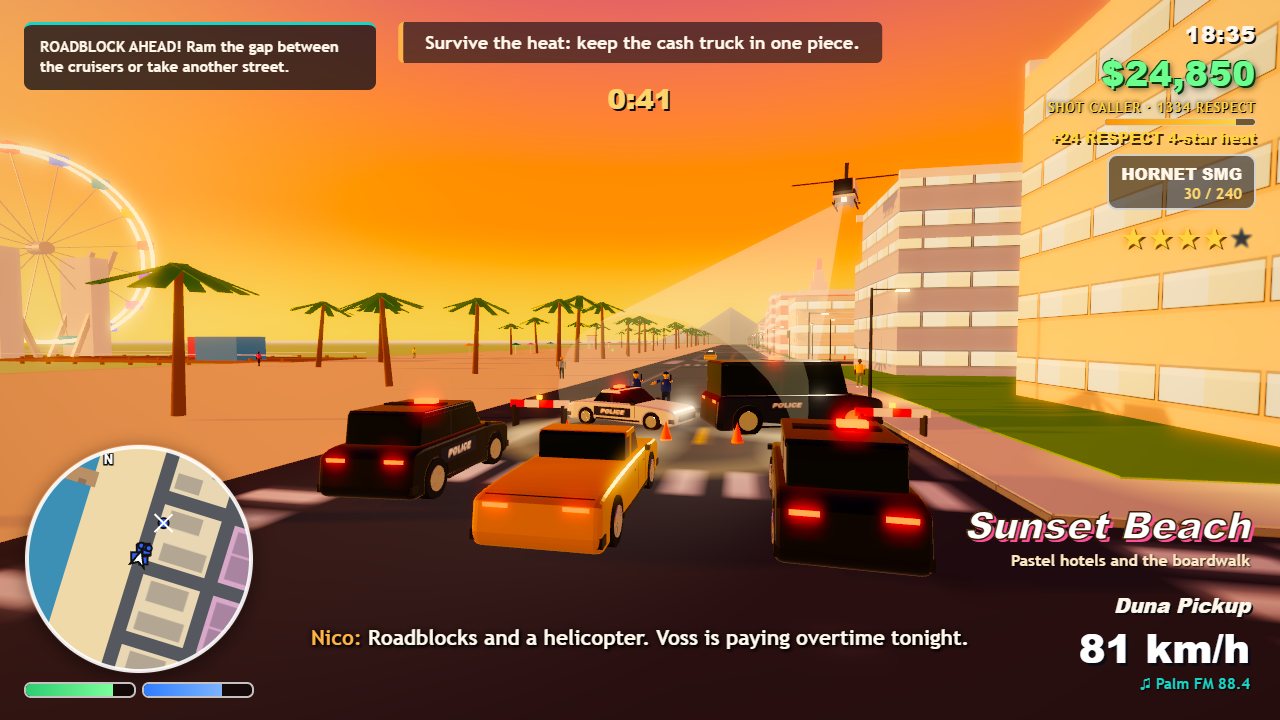 ROADBLOCK AHEAD! Ram the gap between
the cruisers or take another street.
Survive the heat: keep the cash truck in one piece.
0:41
18:35
$24,850
SHOT CALLER · 1334 RESPECT
+24 RESPECT 4-star heat
HORNET SMG
30 / 240
POLICE
POLICE
POLICE
N
Sunset Beach
Pastel hotels and the boardwalk
Duna Pickup
81 km/h
♫ Palm FM 88.4
Nico: Roadblocks and a helicopter. Voss is paying overtime tonight.